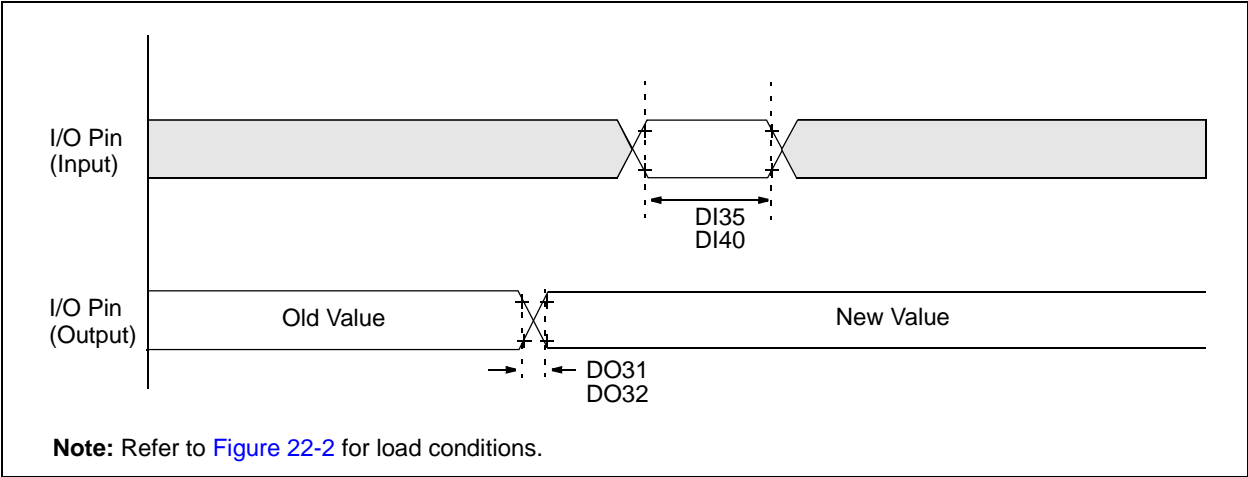 I/O Pin
(Input)
DI35
DI40
I/O Pin
(Output)
Old Value
New Value
DO31
DO32
Note: Refer to Figure 22-2 for load conditions.